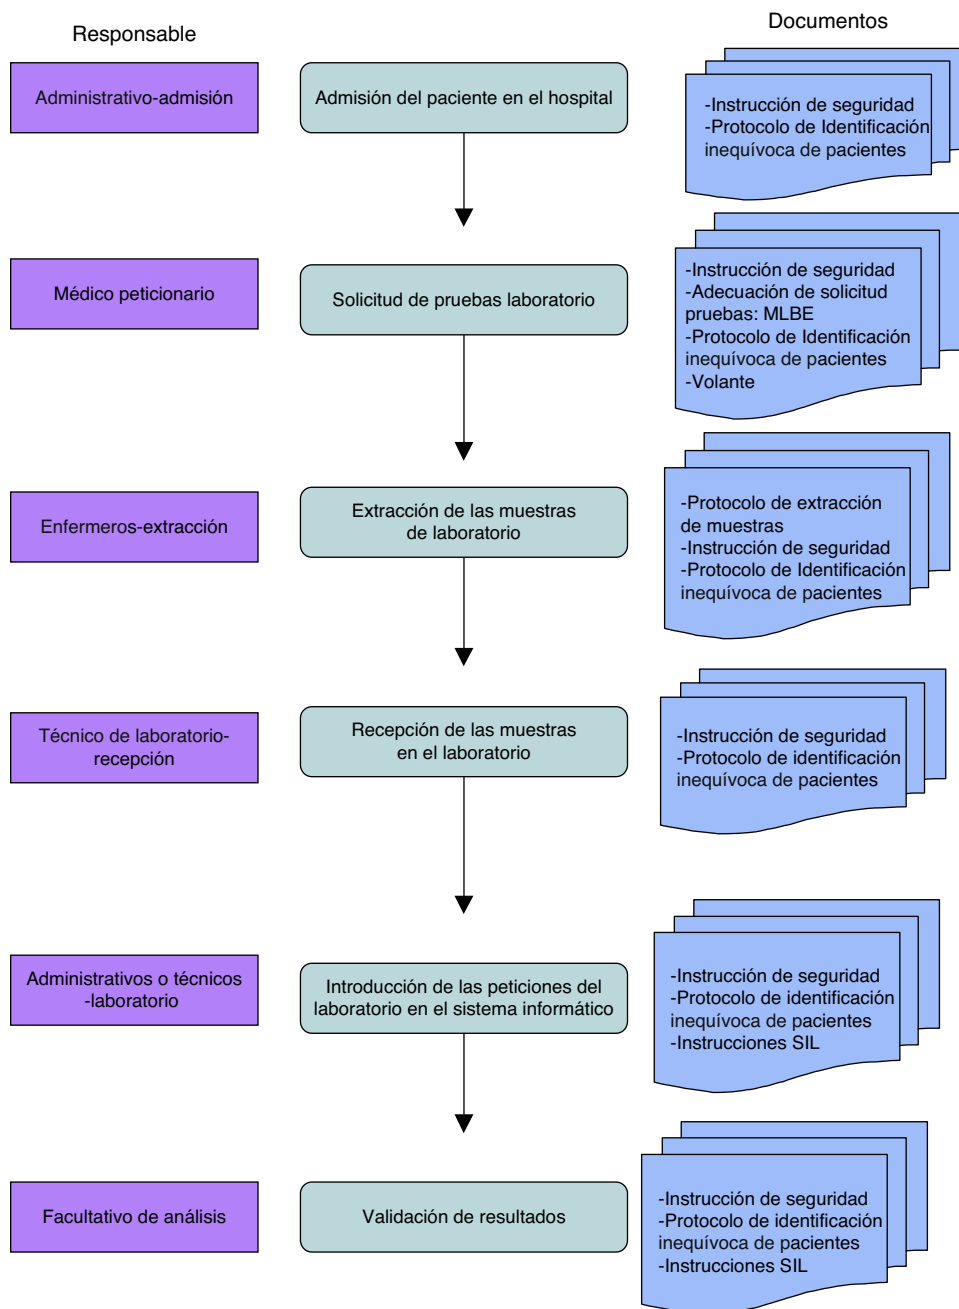 Responsable
Documentos
Administrativo-admisión
Admisión del paciente en el hospital
-Instrucción de seguridad
-Protocolo de Identificación
inequívoca de pacientes
Médico peticionario
Solicitud de pruebas laboratorio
-Instrucción de seguridad
-Adecuación de solicitud
pruebas: MLBE
-Protocolo de Identificación
inequívoca de pacientes
-Volante
Enfermeros-extracción
Extracción de las muestras
de laboratorio
-Protocolo de extracción
de muestras
-Instrucción de seguridad
-Protocolo de Identificación
inequívoca de pacientes
Técnico de laboratorio-
recepción
Recepción de las muestras
en el laboratorio
-Instrucción de seguridad
-Protocolo de identificación
inequívoca de pacientes
Administrativos o técnicos
-laboratorio
Introducción de las peticiones del
laboratorio en el sistema informático
-Instrucción de seguridad
-Protocolo de identificación
inequívoca de pacientes
-Instrucciones SIL
Facultativo de análisis
Validación de resultados
-Instrucción de seguridad
-Protocolo de identificación
inequívoca de pacientes
-Instrucciones SIL